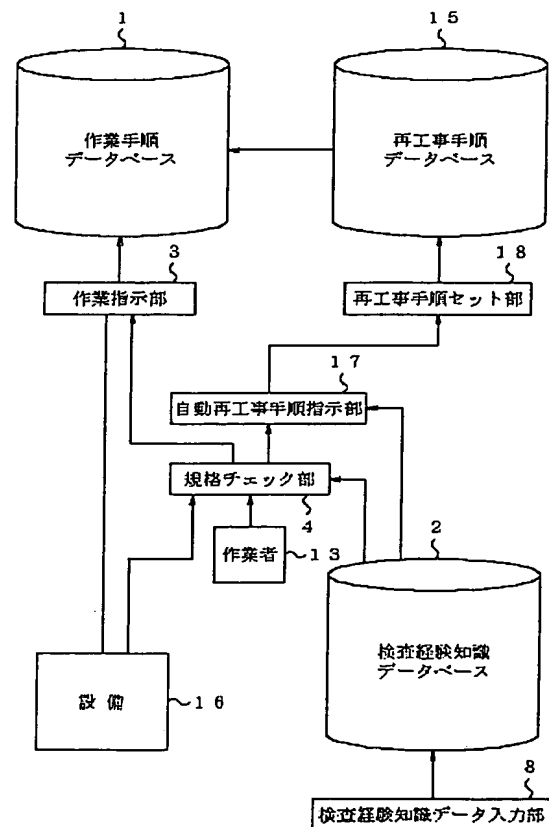 1
15
作業手順
データベース
再工事手順
データベース
3
18
作業指示部
再工事手順セット部
17
自動再工事手順指示部
規格チェック部
4
2
作業者
13
検査経験知識
データベース
設備
16
8
検査経験知識データ入力部